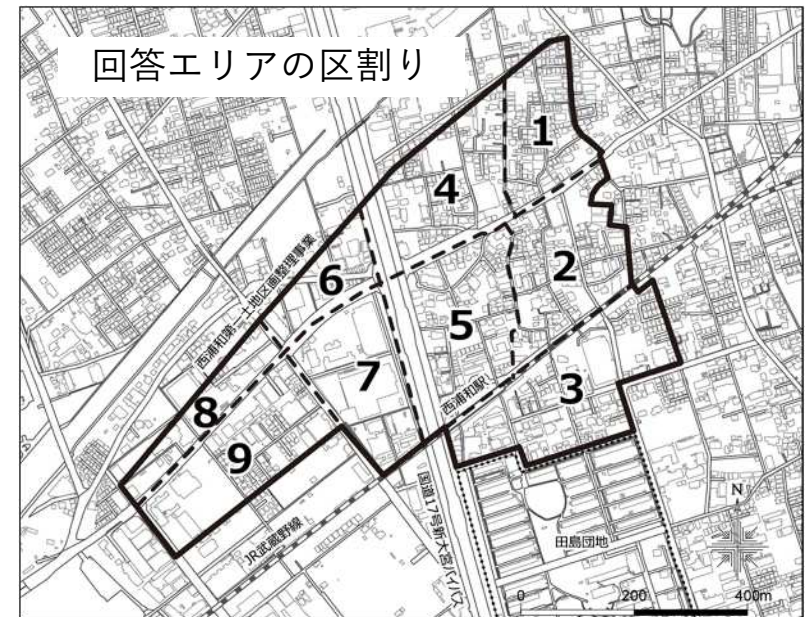 回答エリアの区割り
1
4
2
6
5
7
3
8
9
西浦和第一土地区画整理事業
西浦和駅
国道17号新大宮バイパス
JR武蔵野線
田島団地
N
0 200 400m